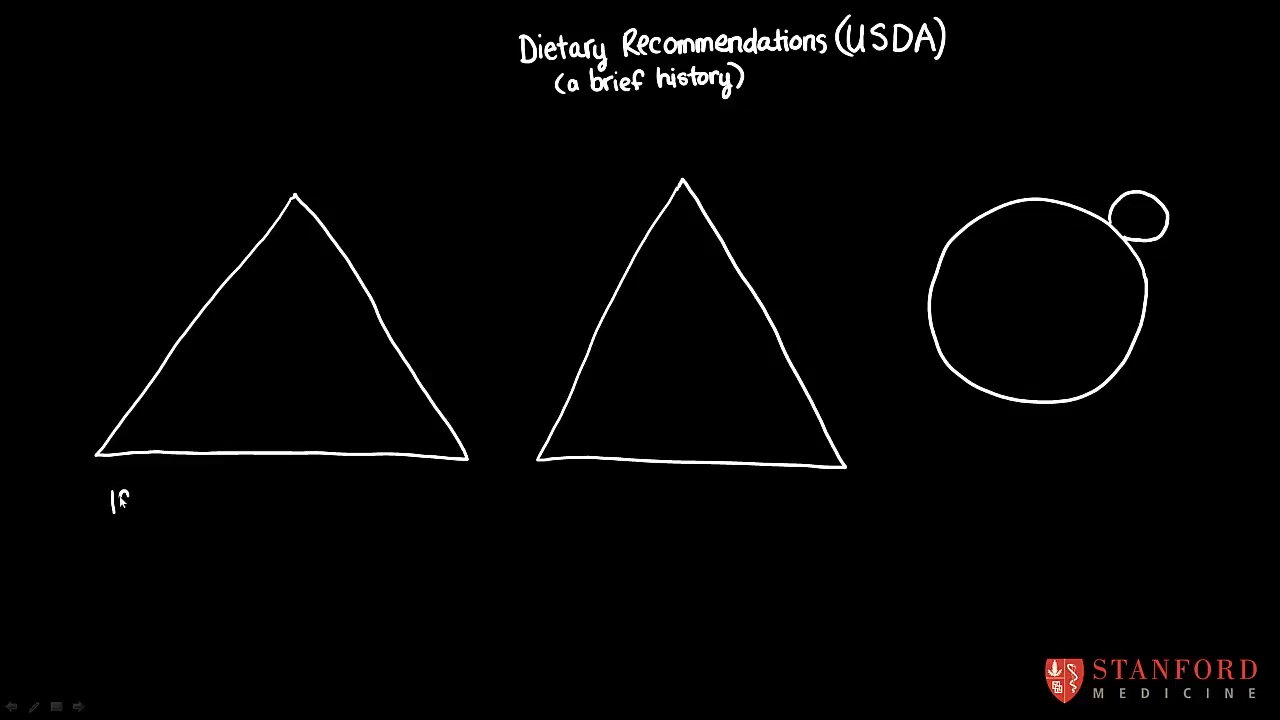 Dietary Recommendations (USDA)
(a brief history)
STANFORD
MEDICINE